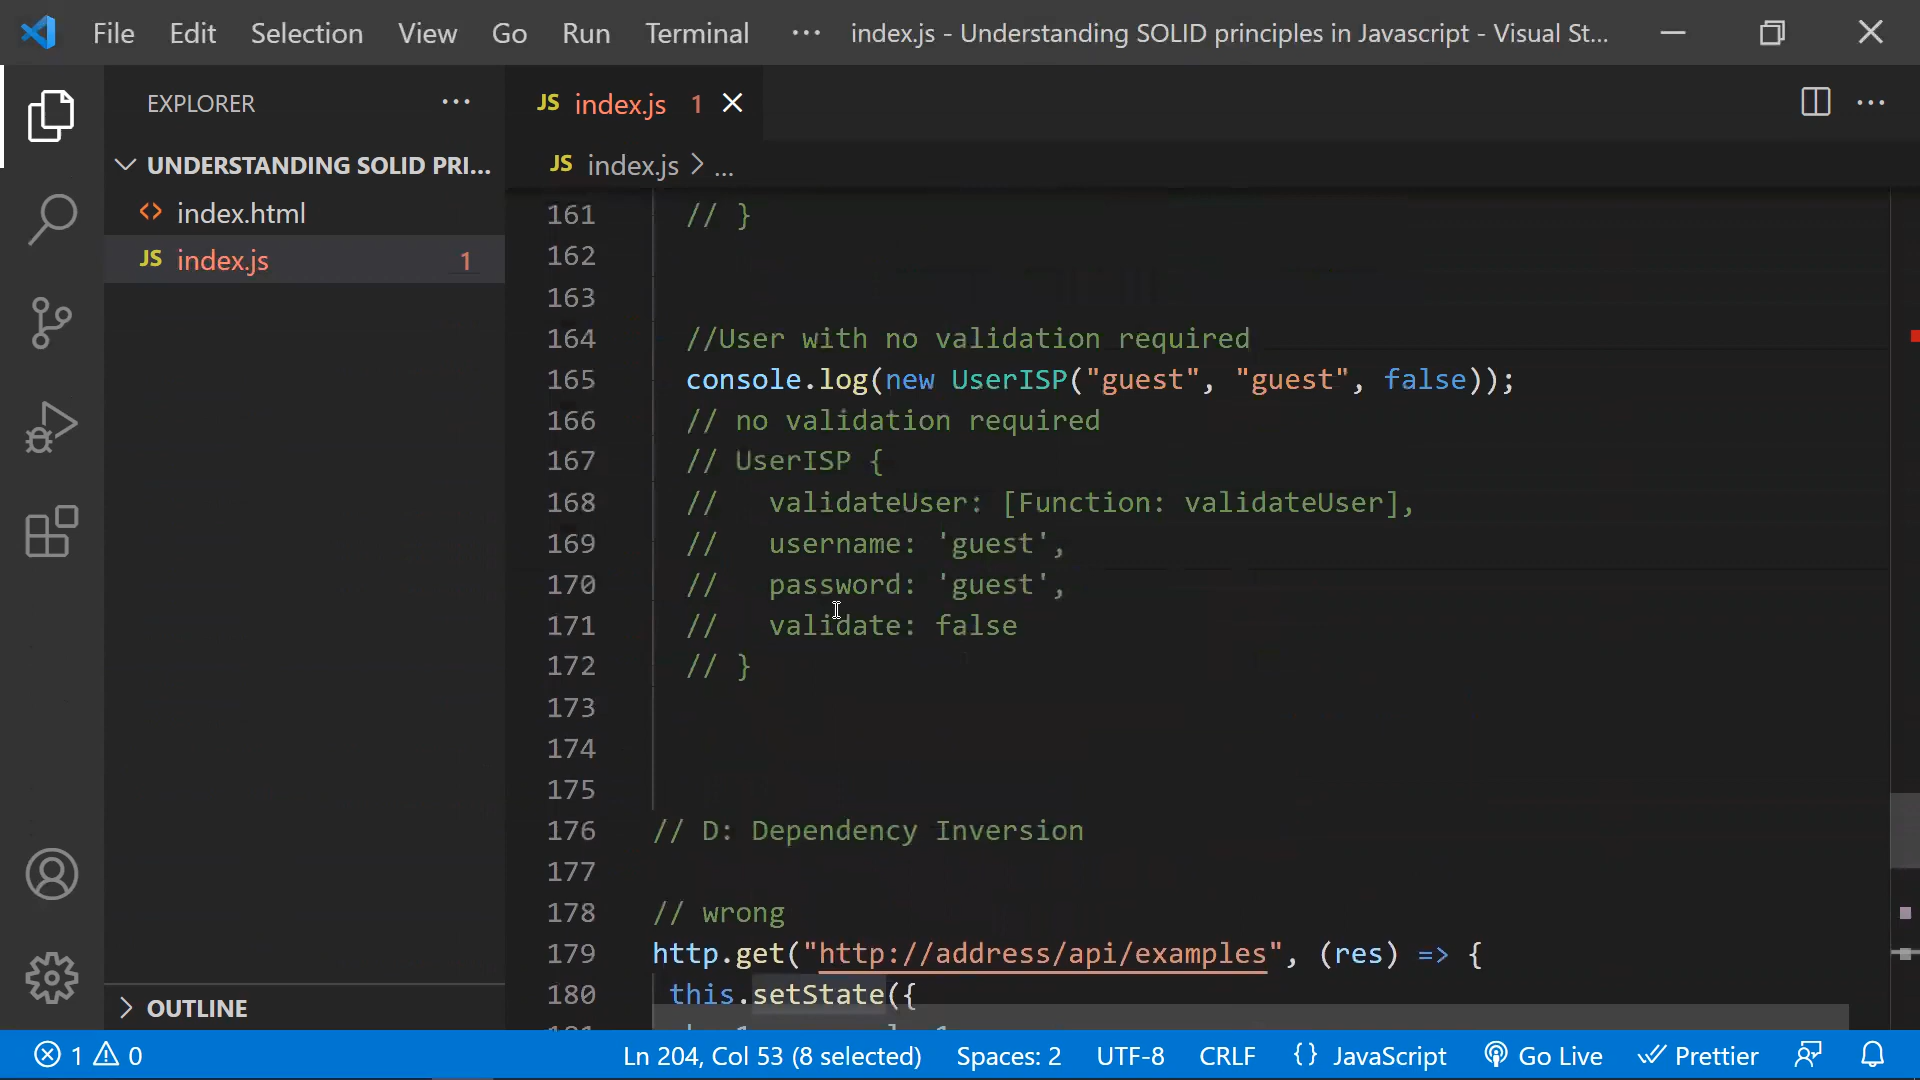 File Edit Selection View Go Run Terminal ··· index.js - Understanding SOLID principles in Javascript - Visual St...
EXPLORER ···
JS index.js 1
UNDERSTANDING SOLID PRI...
JS index.js > ...
<> index.html
JS index.js 1
161 // }
162
163
164 //User with no validation required
165 console.log(new UserISP("guest", "guest", false));
166 // no validation required
167 // UserISP {
168 //   validateUser: [Function: validateUser],
169 //   username: 'guest',
170 //   password: 'guest',
171 //   validate: false
172 // }
173
174
175
176 // D: Dependency Inversion
177
178 // wrong
179 http.get("http://address/api/examples", (res) => {
180 this.setState({
OUTLINE
1 0 Ln 204, Col 53 (8 selected) Spaces: 2 UTF-8 CRLF {} JavaScript Go Live Prettier